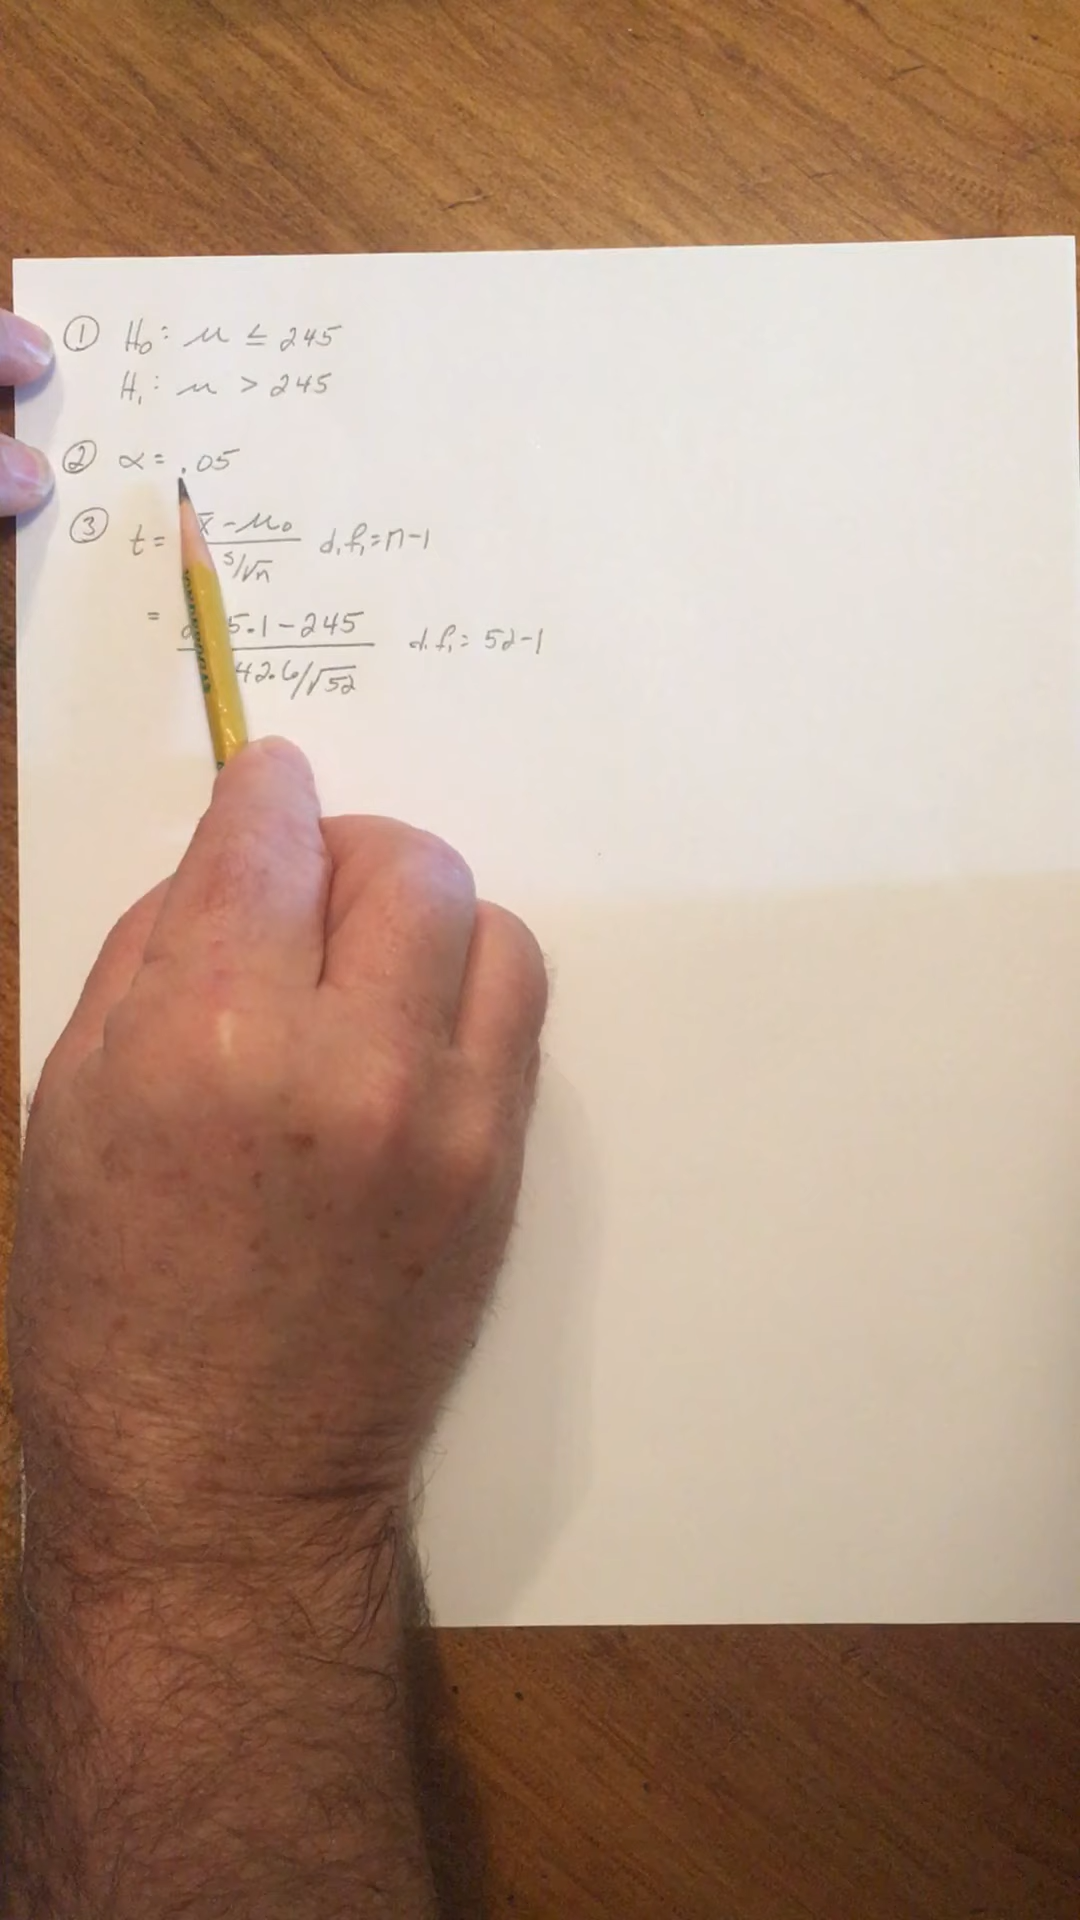 ① H₀: μ ≤ 245
H₁: μ > 245
② α = .05
③ t = x̄ - μ₀ / s/√n d.f. = n-1
= 5.1 - 245 / 42.6/√52 d.f. = 52-1